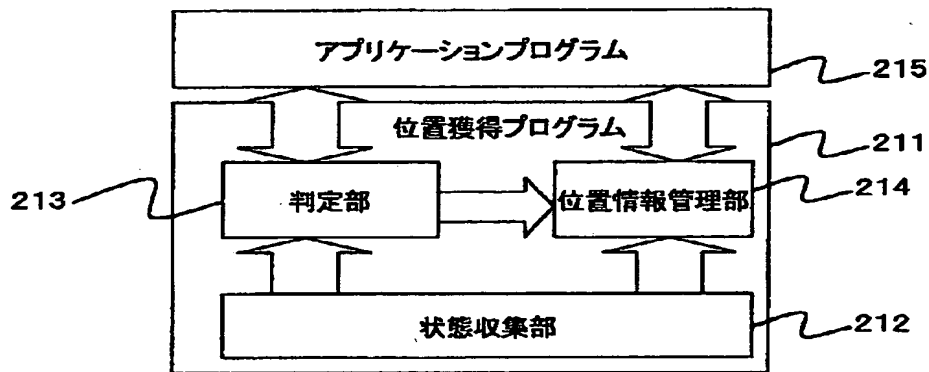 アプリケーションプログラム
215
位置獲得プログラム
211
213
判定部
位置情報管理部
214
状態収集部
212